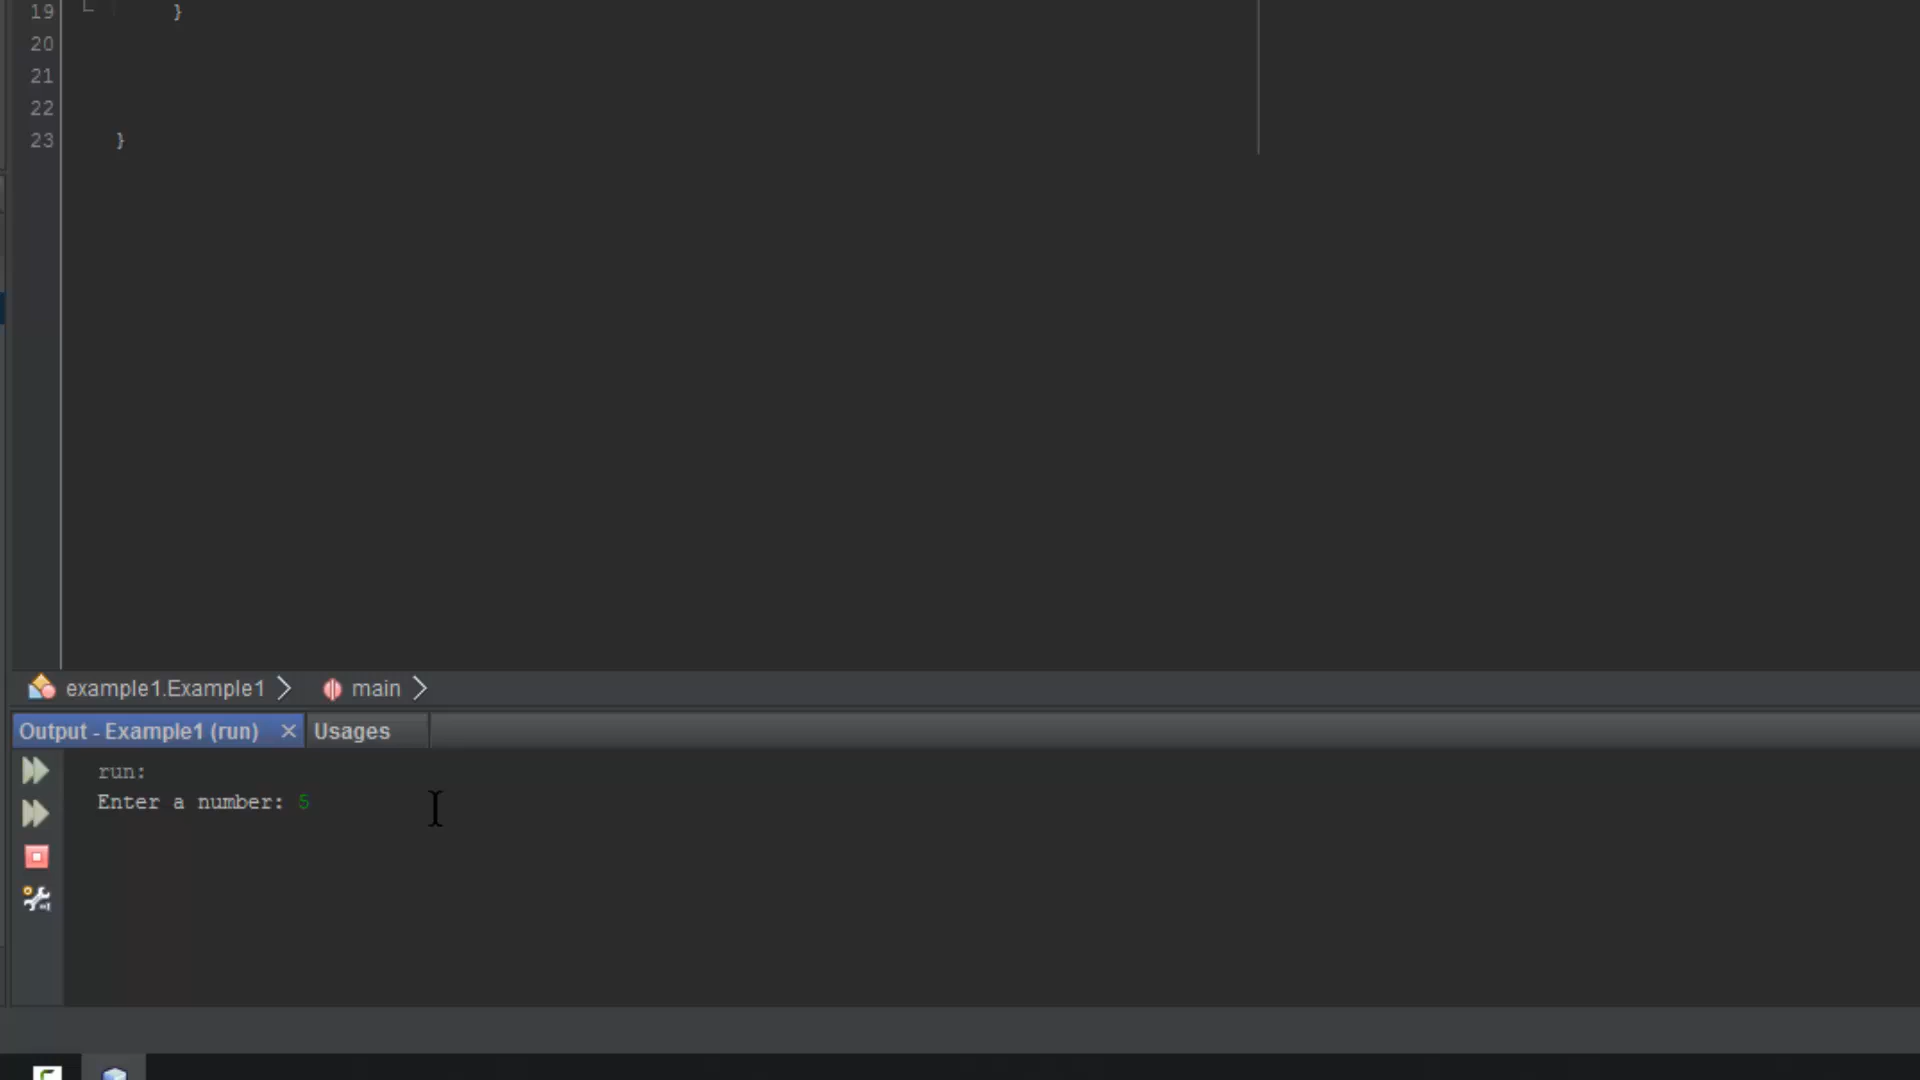 19 }
20
21
22
23 }
example1.Example1 main
Output - Example1 (run) Usages
run:
Enter a number: 5